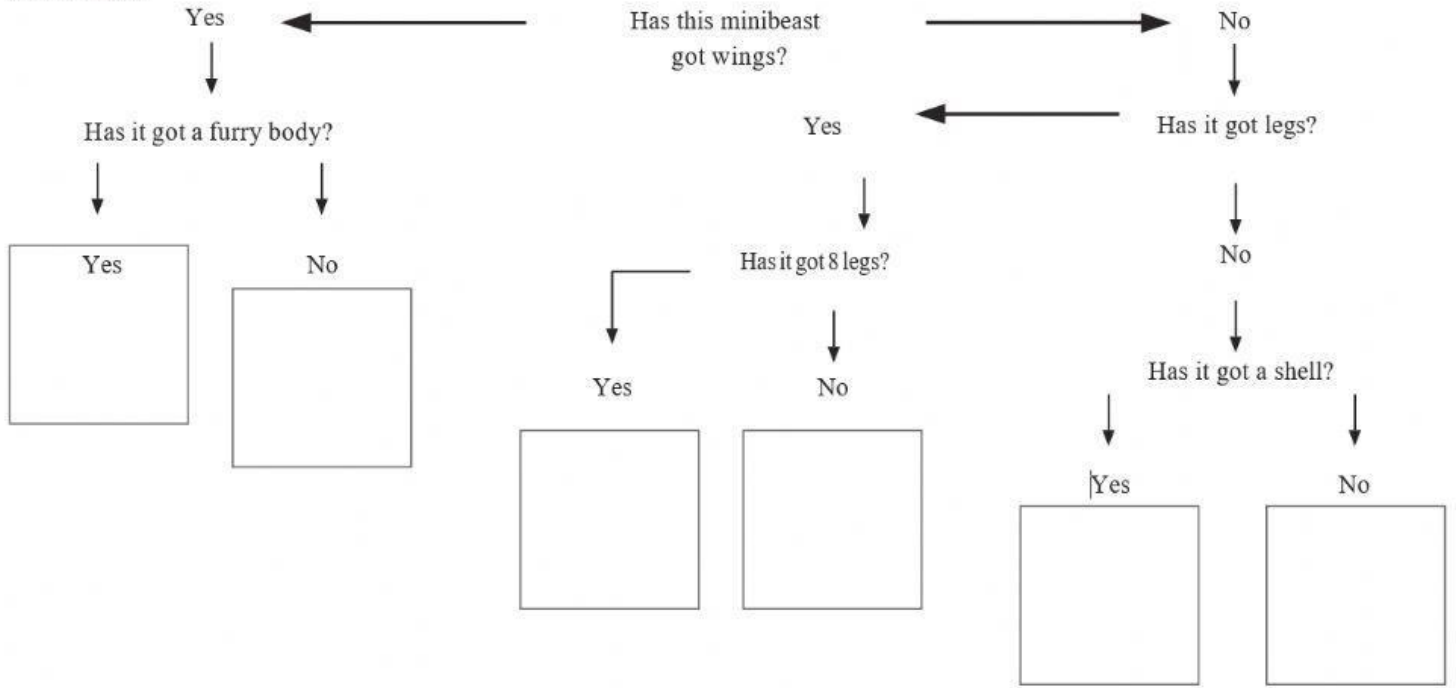 Yes
Has this minibeast
got wings?
No
Has it got a furry body?
Yes
Has it got legs?
Yes
No
Has it got 8 legs?
No
Yes
No
Has it got a shell?
Yes
No